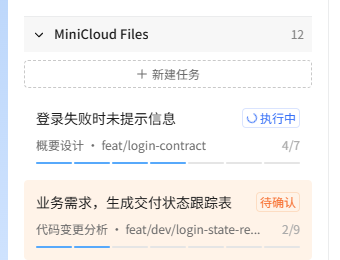 MiniCloud Files 12
+ 新建任务
登录失败时未提示信息 执行中
概要设计 • feat/login-contract 4/7
业务需求，生成交付状态跟踪表 待确认
代码变更分析 • feat/dev/login-state-re... 2/9